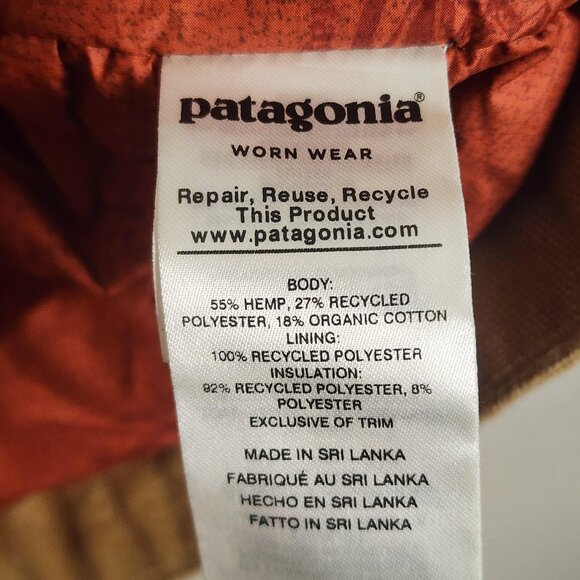 patagonia®
WORN WEAR
Repair, Reuse, Recycle
This Product
www.patagonia.com
BODY:
55% HEMP, 27% RECYCLED
POLYESTER, 18% ORGANIC COTTON
LINING:
100% RECYCLED POLYESTER
INSULATION:
92% RECYCLED POLYESTER, 8%
POLYESTER
EXCLUSIVE OF TRIM
MADE IN SRI LANKA
FABRIQUÉ AU SRI LANKA
HECHO EN SRI LANKA
FATTO IN SRI LANKA